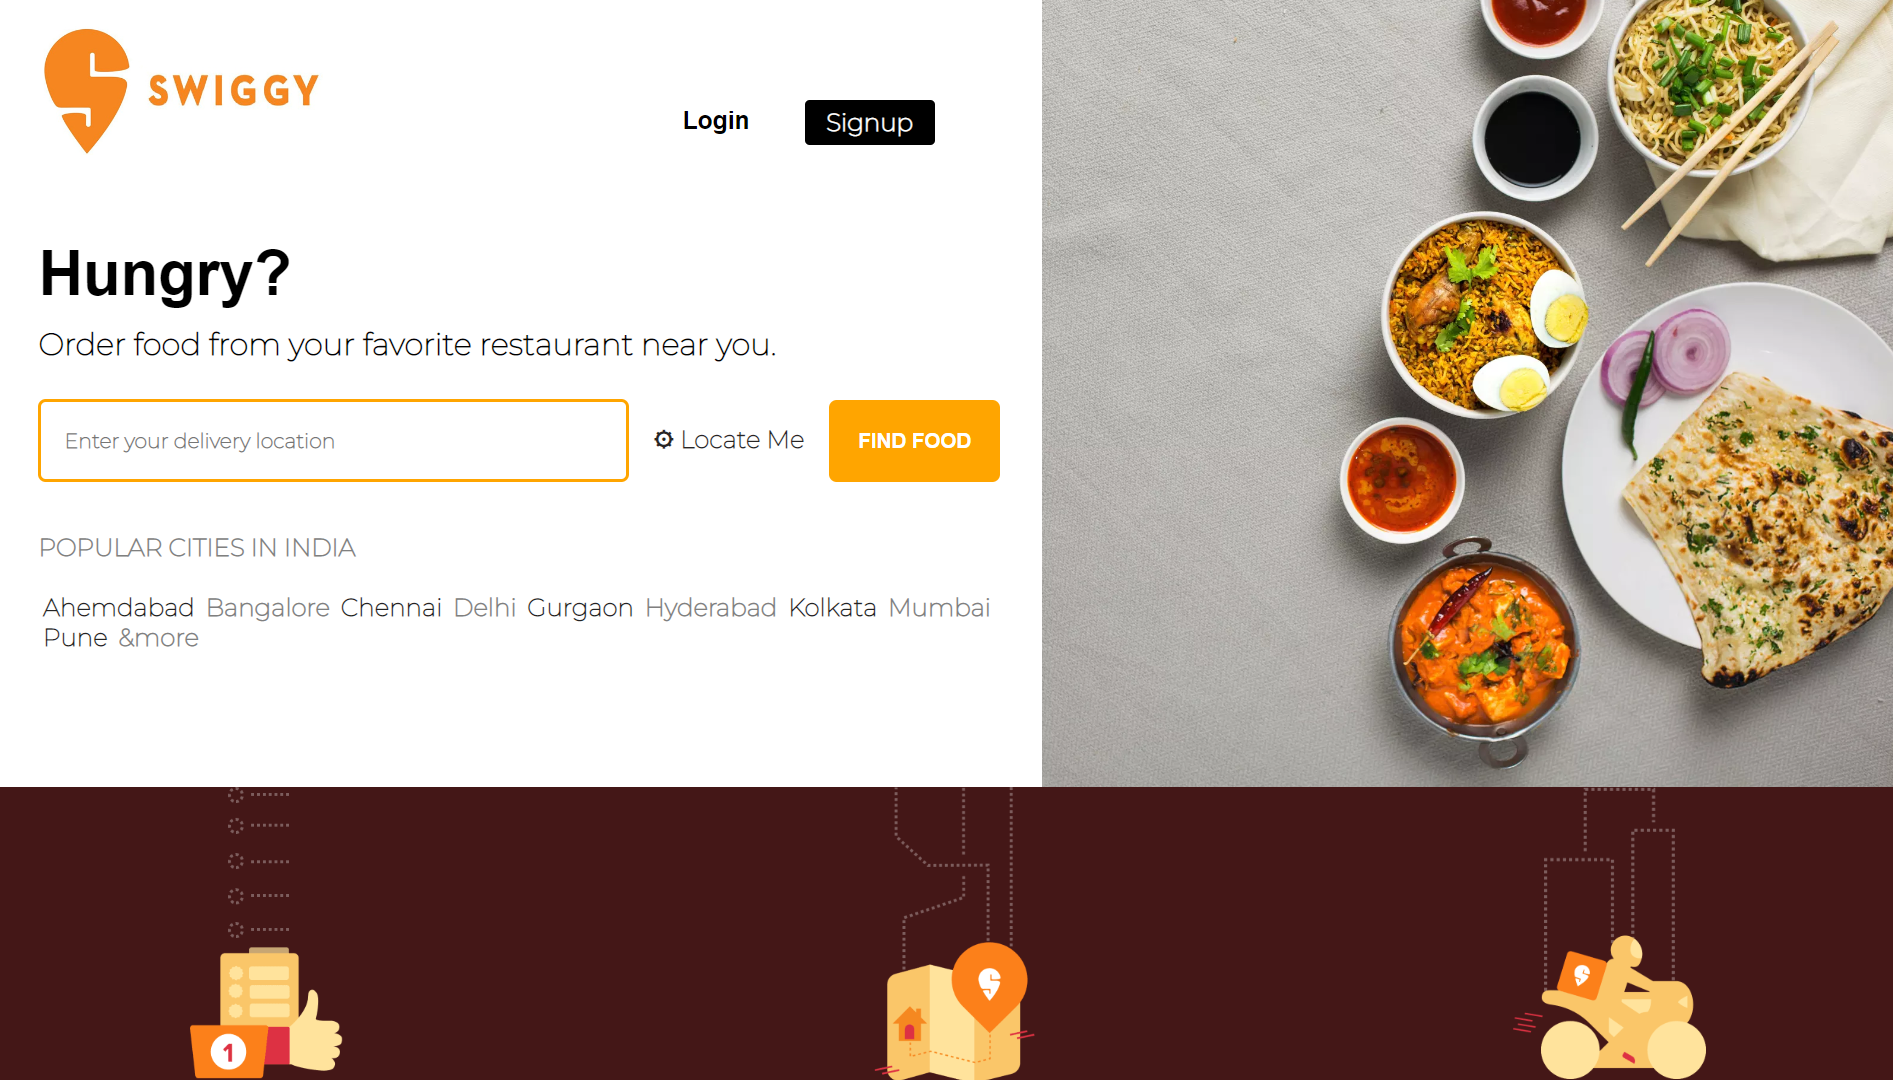 SWIGGY
Login
Signup
Hungry?
Order food from your favorite restaurant near you.
Enter your delivery location
Locate Me
FIND FOOD
POPULAR CITIES IN INDIA
Ahemdabad Bangalore Chennai Delhi Gurgaon Hyderabad Kolkata Mumbai
Pune &more
1